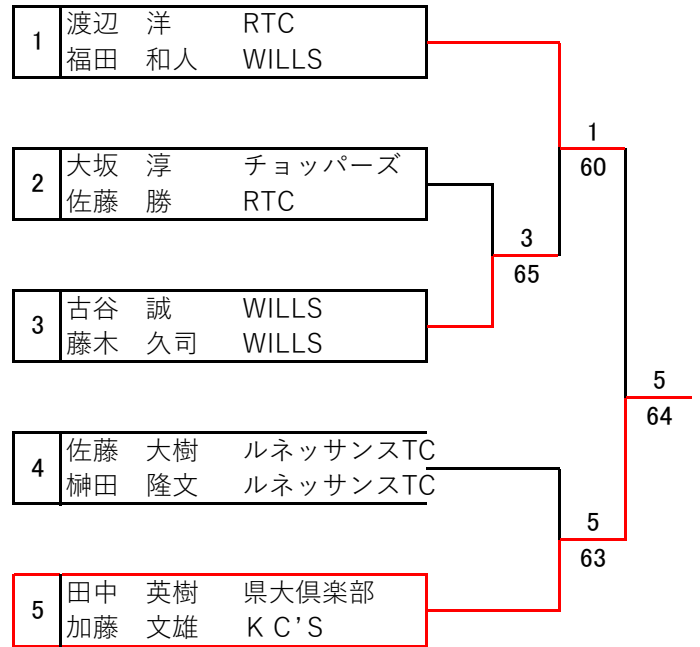 1 渡辺 洋 RTC
福田 和人 WILLS
1
60
2 大坂 淳 チョッパーズ
佐藤 勝 RTC
3
65
3 古谷 誠 WILLS
藤木 久司 WILLS
5
64
4 佐藤 大樹 ルネッサンスTC
榊田 隆文 ルネッサンスTC
5
63
5 田中 英樹 県大倶楽部
加藤 文雄 ＫC’S